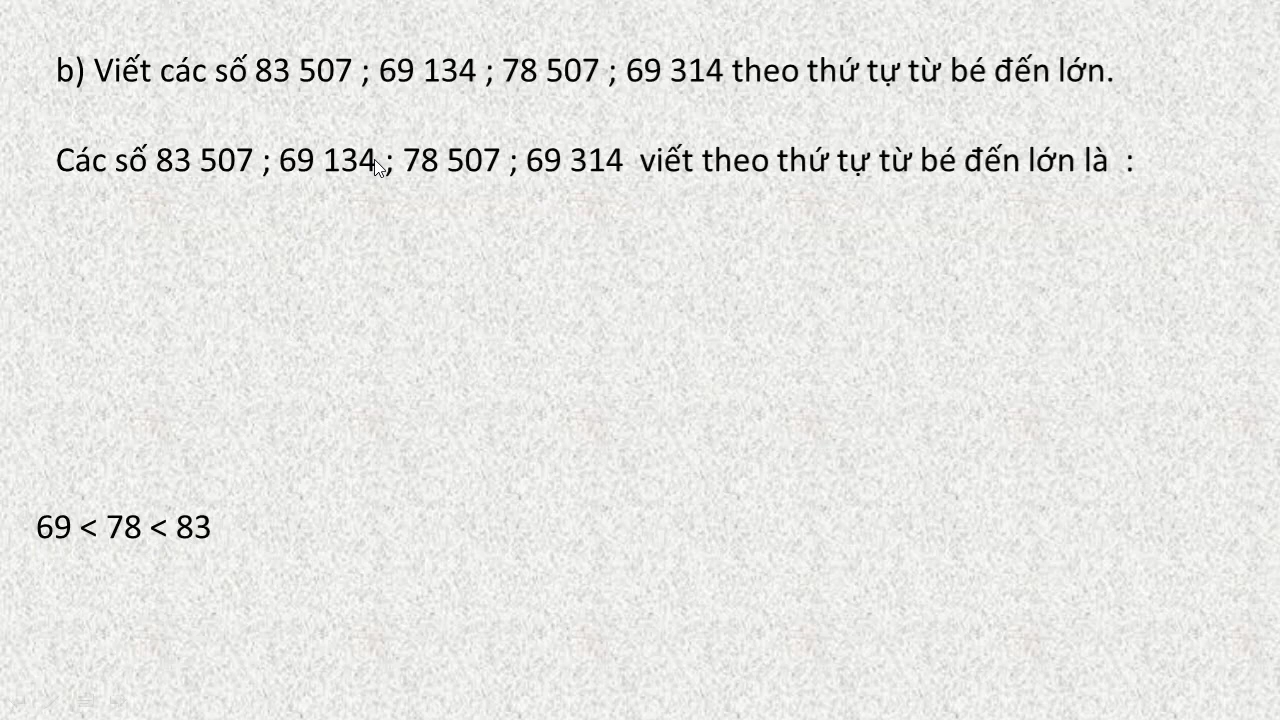 b) Viết các số 83 507 ; 69 134 ; 78 507 ; 69 314 theo thứ tự từ bé đến lớn.
Các số 83 507 ; 69 134 ; 78 507 ; 69 314 viết theo thứ tự từ bé đến lớn là :
69 < 78 < 83